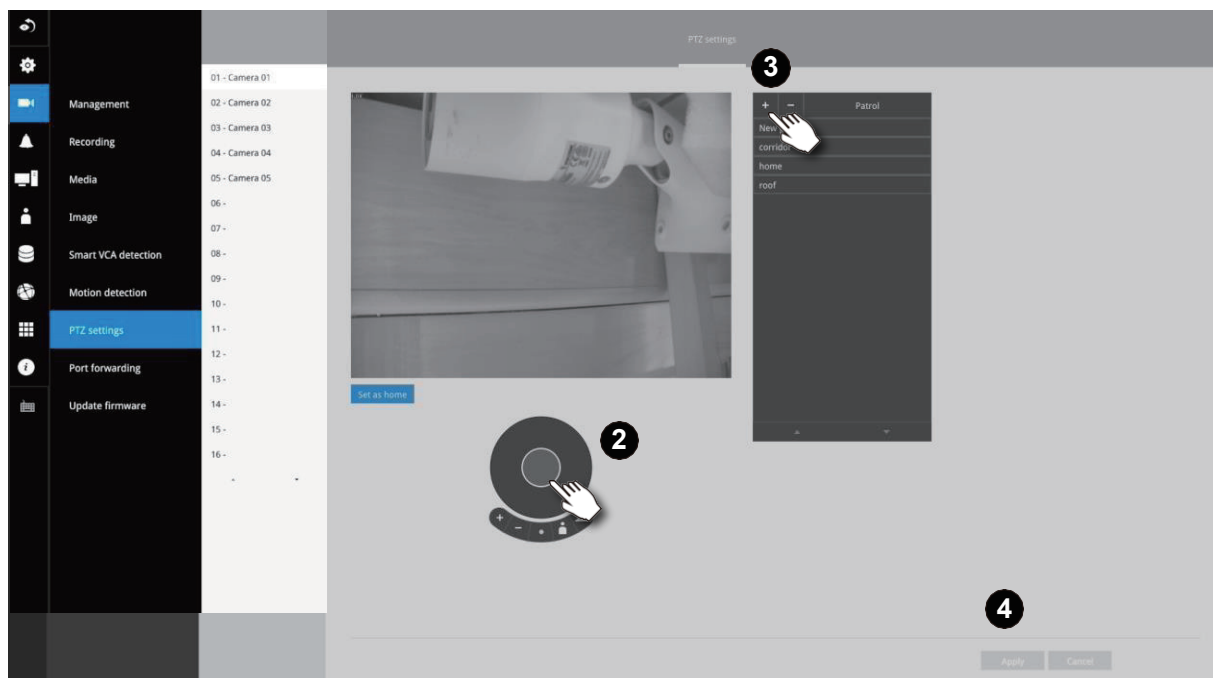 PTZ settings
3
01 - Camera 01
Management
02 - Camera 02
+ - Patrol
New
03 - Camera 03
Recording
corridor
04 - Camera 04
home
Media
05 - Camera 05
roof
06 -
Image
07 -
Smart VCA detection
08 -
09 -
Motion detection
10 -
PTZ settings
11 -
12 -
Port forwarding
13 -
Set as home
Update firmware
14 -
15 -
2
16 -
+ -
4
Apply Cancel